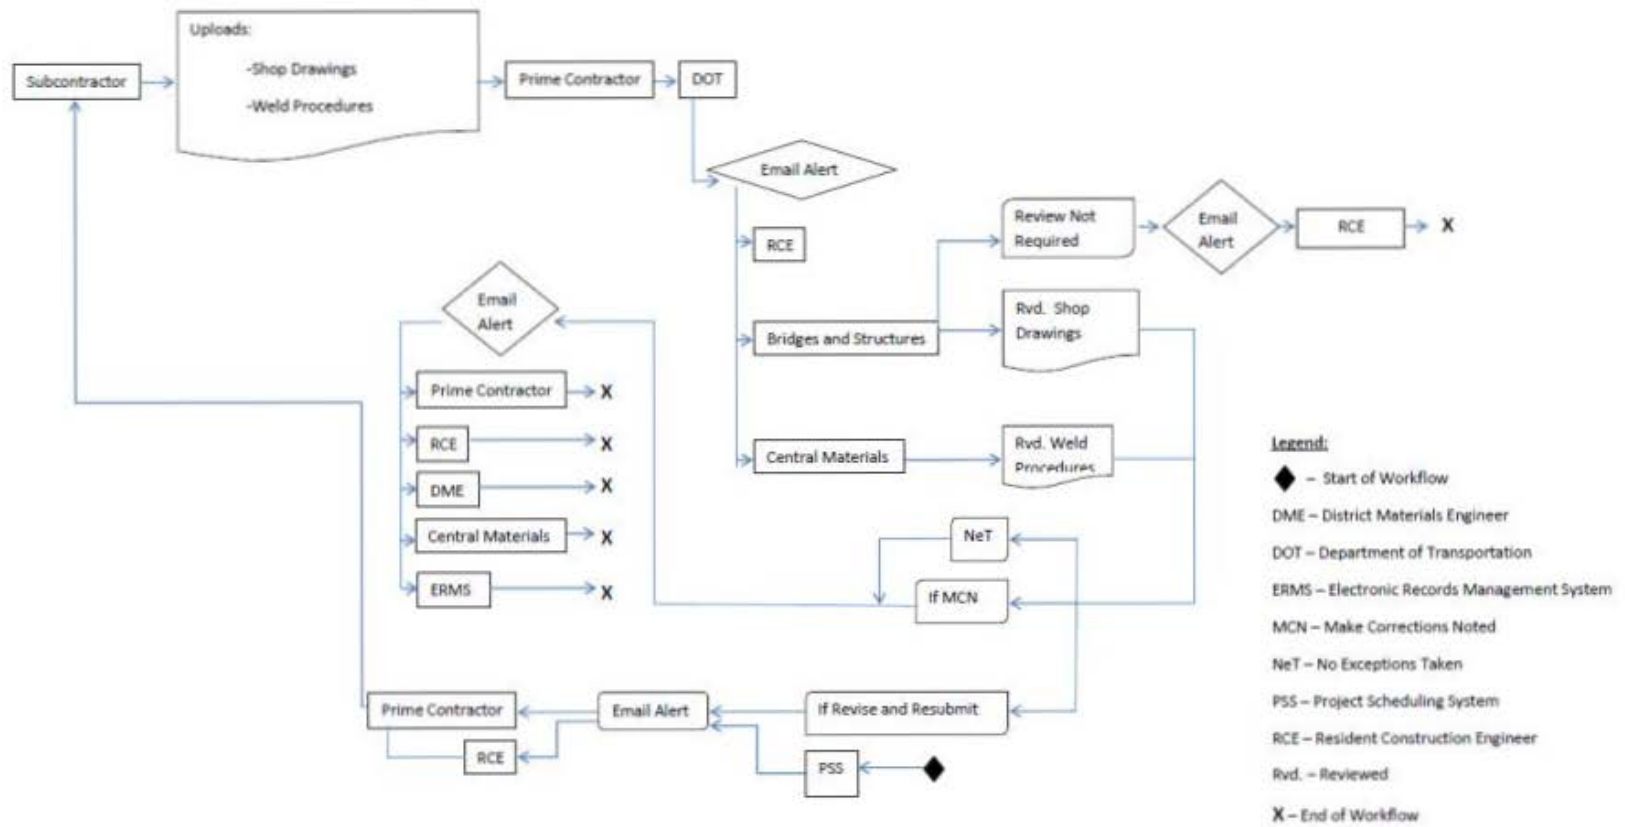 Uploads:
-Shop Drawings
-Weld Procedures
Subcontractor
Prime Contractor
DOT
Email Alert
RCE
Bridges and Structures
Central Materials
Review Not
Required
Email
Alert
RCE
X
Rvd. Shop
Drawings
Rvd. Weld
Procedures
Email
Alert
Prime Contractor
X
RCE
X
DME
X
Central Materials
X
ERMS
X
NeT
If MCN
If Revise and Resubmit
Email Alert
Prime Contractor
RCE
PSS
Legend:
– Start of Workflow
DME – District Materials Engineer
DOT – Department of Transportation
ERMS – Electronic Records Management System
MCN – Make Corrections Noted
NeT – No Exceptions Taken
PSS – Project Scheduling System
RCE – Resident Construction Engineer
Rvd. – Reviewed
X – End of Workflow